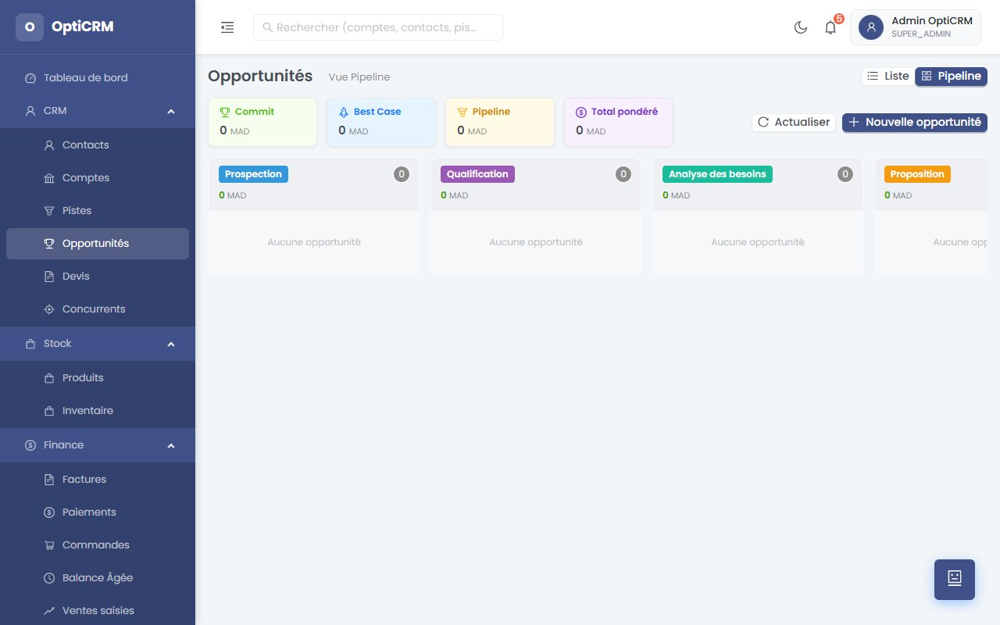 O OptiCRM
Tableau de bord
CRM
Contacts
Comptes
Pistes
Opportunités
Devis
Concurrents
Stock
Produits
Inventaire
Finance
Factures
Paiements
Commandes
Balance Âgée
Ventes saisies
Rechercher (comptes, contacts, pis...
5
Admin OptiCRM
SUPER_ADMIN
Opportunités Vue Pipeline
Liste Pipeline
Commit
0 MAD
Best Case
0 MAD
Pipeline
0 MAD
Total pondéré
0 MAD
Actualiser
Nouvelle opportunité
Prospection 0
0 MAD
Aucune opportunité
Qualification 0
0 MAD
Aucune opportunité
Analyse des besoins 0
0 MAD
Aucune opportunité
Proposition
0 MAD
Aucune opp